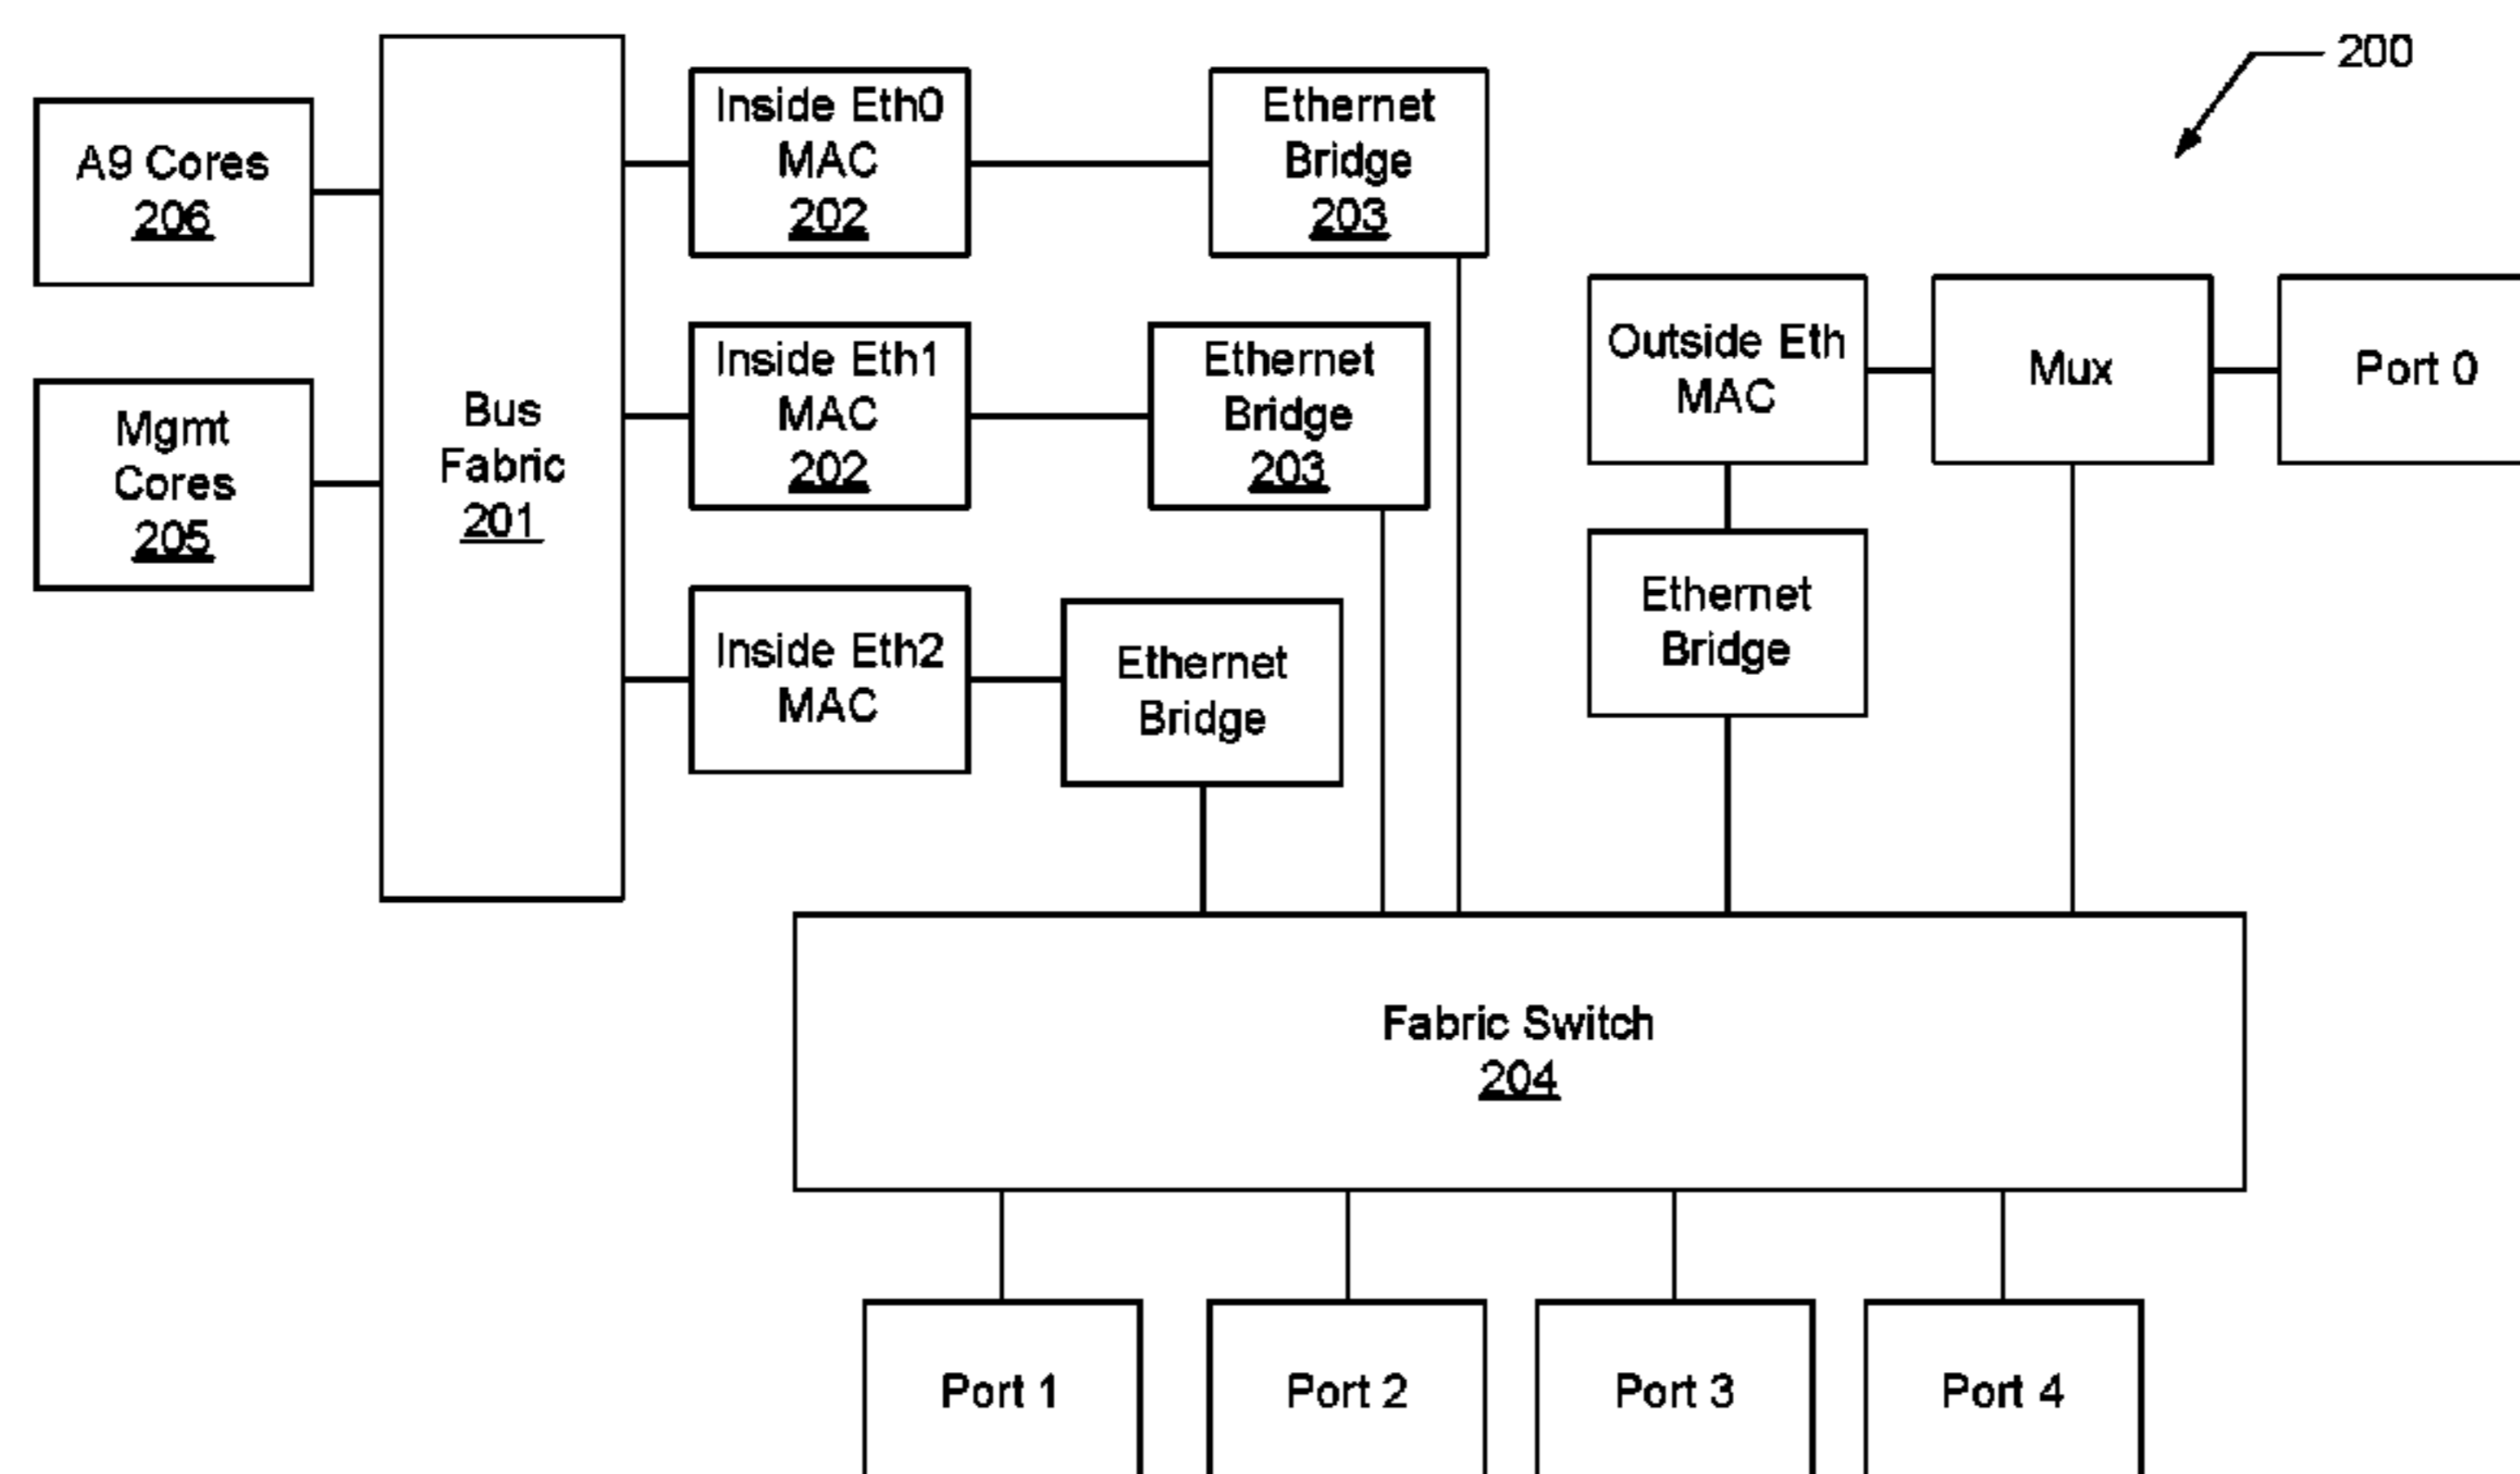 200
A9 Cores
206
Mgmt
Cores
205
Bus
Fabric
201
Inside Eth0
MAC
202
Ethernet
Bridge
203
Inside Eth1
MAC
202
Ethernet
Bridge
203
Inside Eth2
MAC
Ethernet
Bridge
Outside Eth
MAC
Mux
Port 0
Ethernet
Bridge
Fabric Switch
204
Port 1
Port 2
Port 3
Port 4